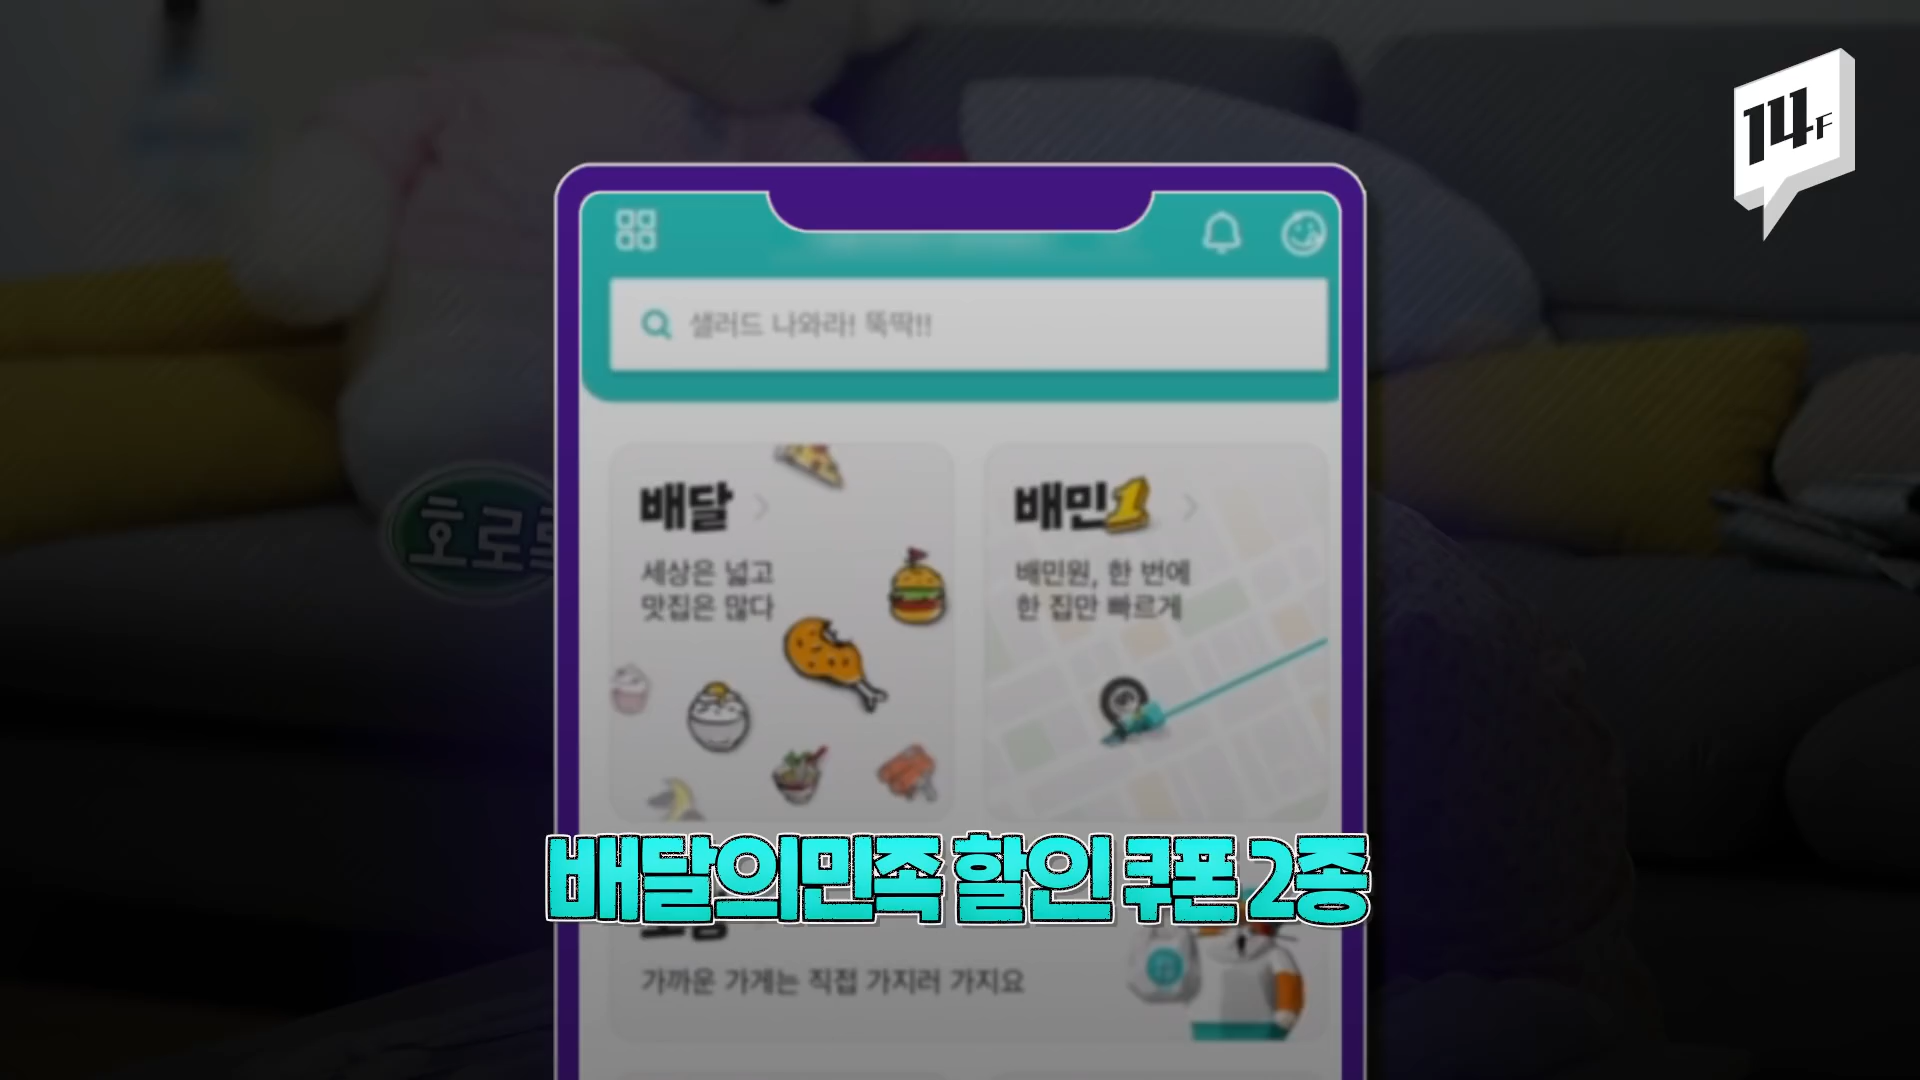 14F
샐러드 나와라! 뚝딱!!
배달
세상은 넓고
맛집은 많다
배민1
배민원, 한 번에
한 집만 빠르게
호로
배달의민족 할인 쿠폰 2종
가까운 가게는 직접 가지러 가지요